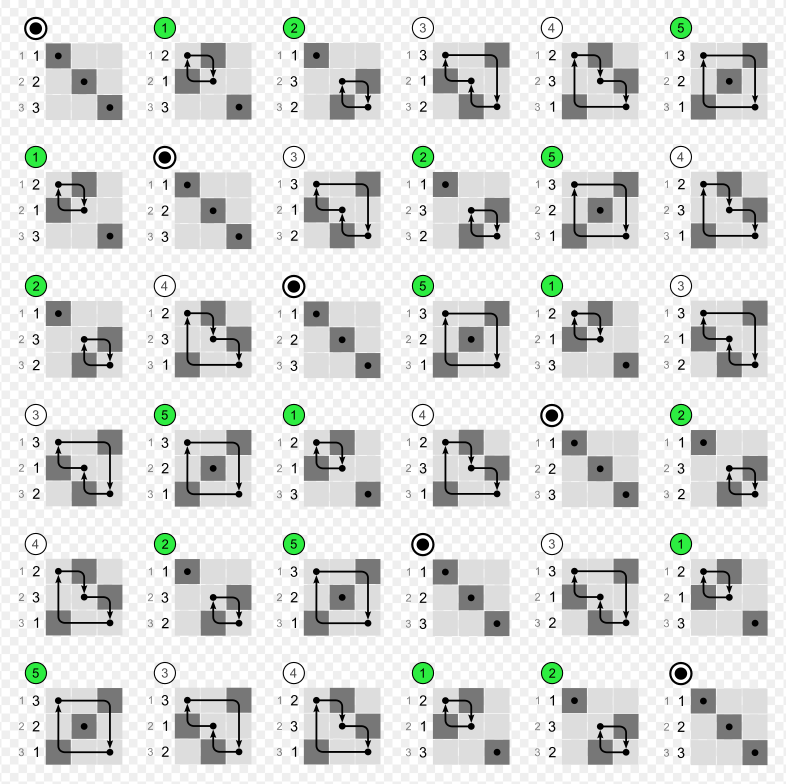 1 2 3 4 5
1 1 1 2 1 1 1 3 1 2 1 3
2 2 2 1 2 3 2 1 2 3 2 2
3 3 3 3 3 2 3 2 3 1 3 1
1 3 2 5 4
1 2 1 1 1 3 1 1 1 3 1 2
2 1 2 2 2 1 2 3 2 2 2 3
3 3 3 3 3 2 3 2 3 1 3 1
2 4 5 1 3
1 1 1 2 1 1 1 3 1 2 1 3
2 3 2 3 2 2 2 2 2 1 2 1
3 2 3 1 3 3 3 1 3 3 3 2
3 5 1 4 2
1 3 1 3 1 2 1 2 1 1 1 1
2 1 2 2 2 1 2 3 2 2 2 3
3 2 3 1 3 3 3 1 3 3 3 2
4 2 5 3 1
1 2 1 1 1 3 1 1 1 3 1 2
2 3 2 3 2 2 2 2 2 1 2 1
3 1 3 2 3 1 3 3 3 2 3 3
5 3 4 1 2
1 3 1 3 1 2 1 2 1 1 1 1
2 2 2 1 2 3 2 1 2 3 2 2
3 1 3 2 3 1 3 3 3 2 3 3